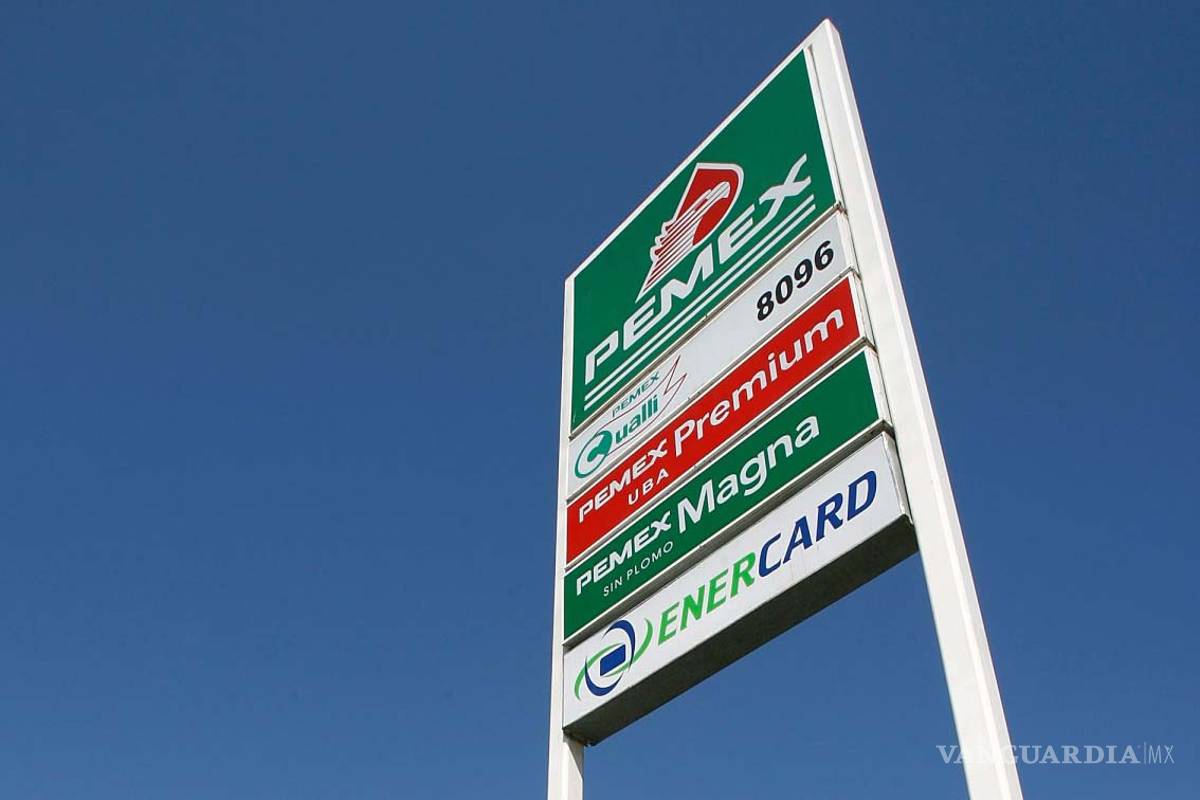 PEMEX
8096
PEMEX
Qualli
PEMEX Premium
UBA
PEMEX Magna
SIN PLOMO
ENERCARD
VANGUARDIA|MX